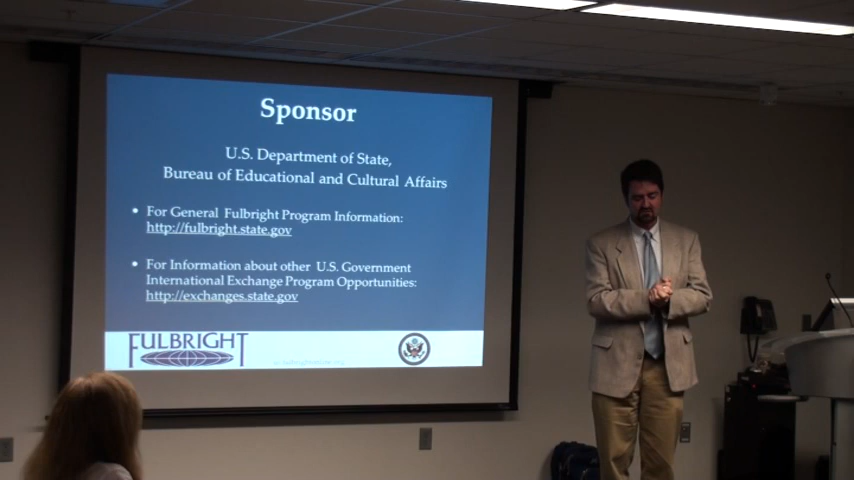 Sponsor
U.S. Department of State,
Bureau of Educational and Cultural Affairs
• For General Fulbright Program Information:
http://fulbright.state.gov
• For Information about other U.S. Government
International Exchange Program Opportunities:
http://exchanges.state.gov
FULBRIGHT